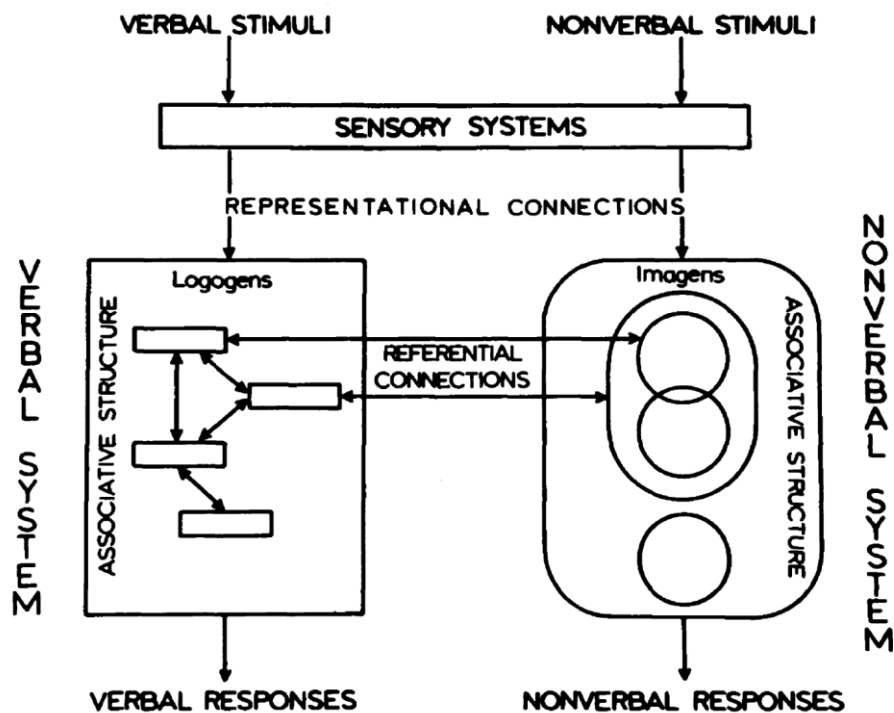 VERBAL STIMULI
NONVERBAL STIMULI
SENSORY SYSTEMS
REPRESENTATIONAL CONNECTIONS
VERBAL SYSTEM
ASSOCIATIVE STRUCTURE
Logogens
REFERENTIAL
CONNECTIONS
Imagens
ASSOCIATIVE STRUCTURE
NONVERBAL SYSTEM
VERBAL RESPONSES
NONVERBAL RESPONSES